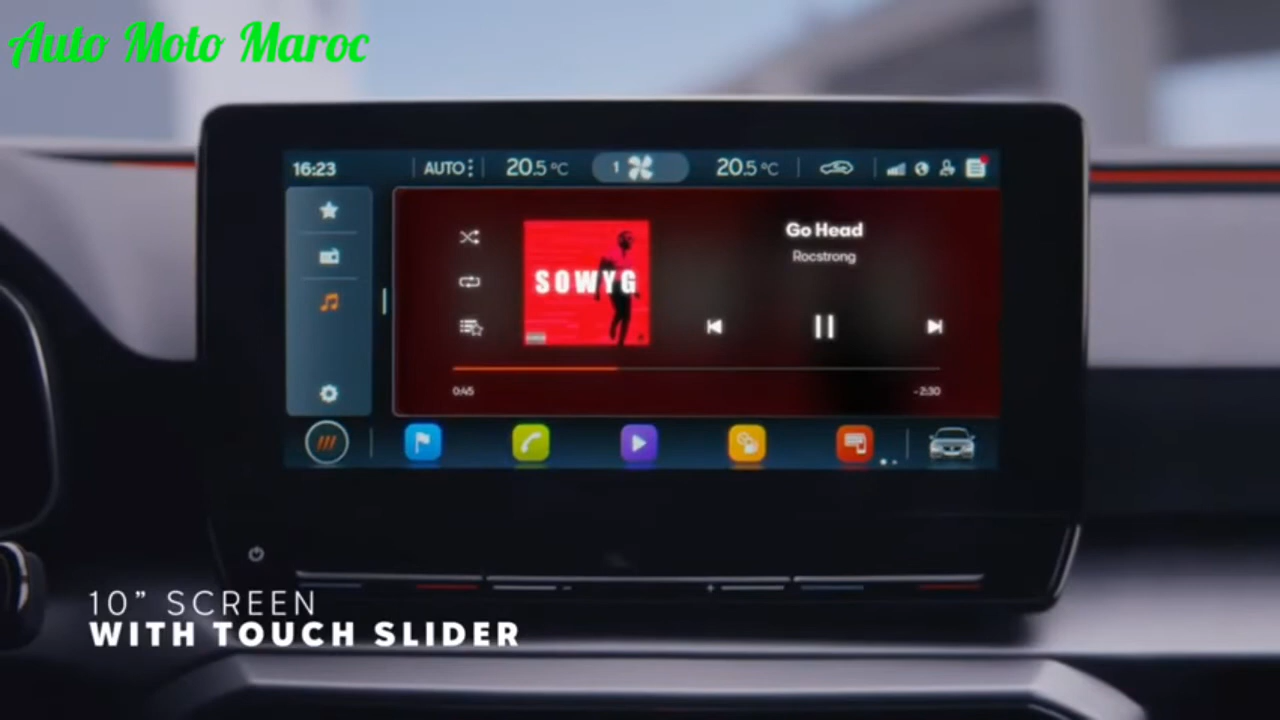 Auto Moto Maroc
16:23
AUTO
20.5 °C
1
20.5 °C
Go Head
Rocstrong
SOWYG
0:45
-2:30
10” SCREEN
WITH TOUCH SLIDER